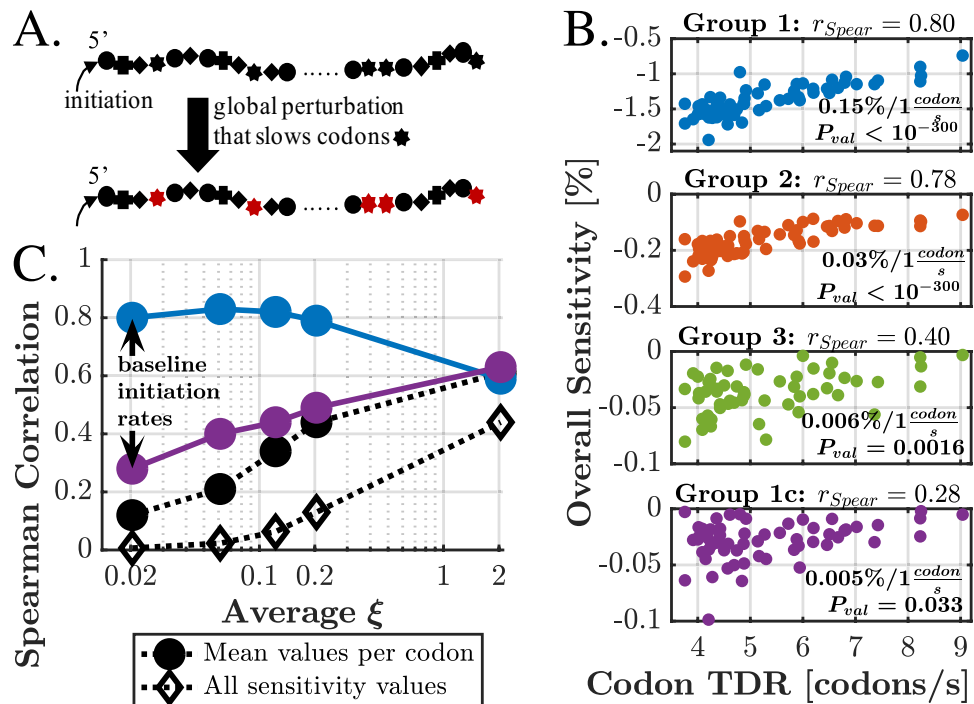 A.
5’
initiation
global perturbation
that slows codons
5’
B.
Group 1: r_Spear = 0.80
-0.5
-1
-1.5
-2
0.15%/1 codon/s
P_val < 10^-300
Group 2: r_Spear = 0.78
0
-0.2
-0.4
0.03%/1 codon/s
P_val < 10^-300
Group 3: r_Spear = 0.40
0
-0.05
-0.1
0.006%/1 codon/s
P_val = 0.0016
Group 1c: r_Spear = 0.28
0
-0.05
-0.1
0.005%/1 codon/s
P_val = 0.033
4 5 6 7 8 9
Codon TDR [codons/s]
Overall Sensitivity [%]
C.
1
0.8
0.6
0.4
0.2
0
baseline
initiation
rates
0.02 0.1 0.2 1 2
Average ξ
Spearman Correlation
Mean values per codon
All sensitivity values